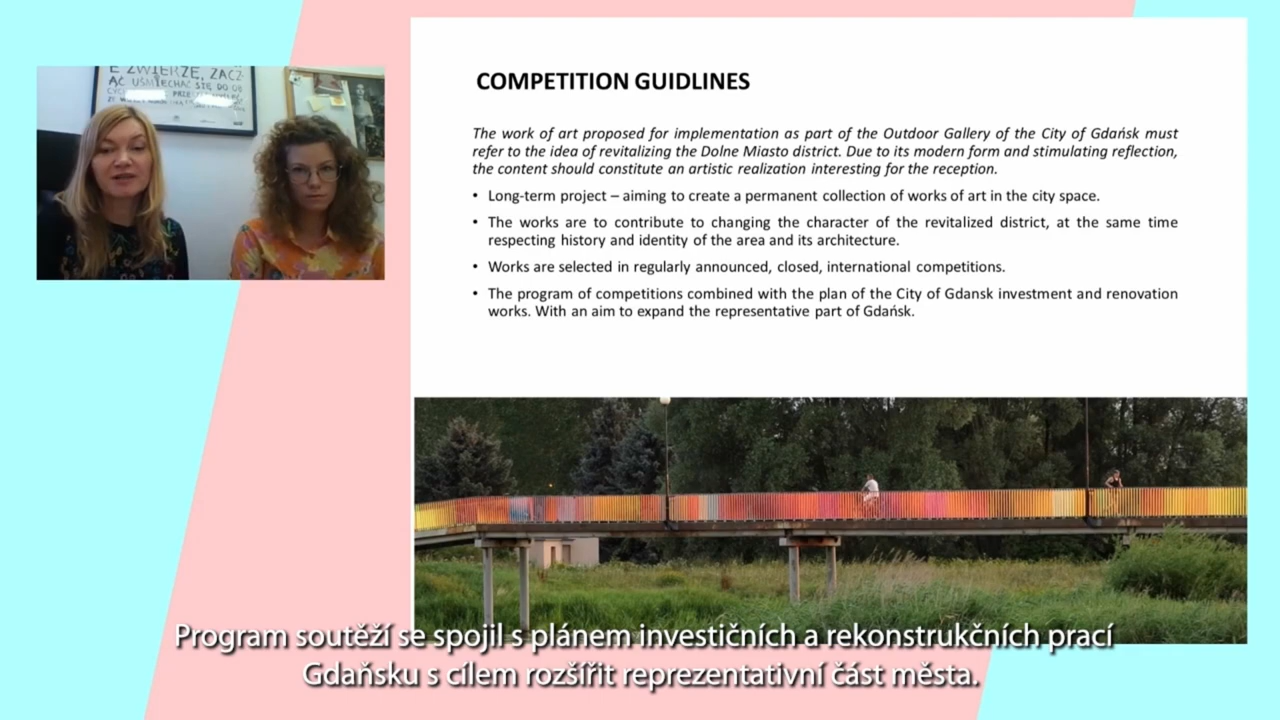 E ZWIERZĘ, ZACZ-
ĄĆ UŚMIECHAĆ SIĘ DO OB
COMPETITION GUIDLINES
The work of art proposed for implementation as part of the Outdoor Gallery of the City of Gdańsk must
refer to the idea of revitalizing the Dolne Miasto district. Due to its modern form and stimulating reflection,
the content should constitute an artistic realization interesting for the reception.
• Long-term project – aiming to create a permanent collection of works of art in the city space.
• The works are to contribute to changing the character of the revitalized district, at the same time
respecting history and identity of the area and its architecture.
• Works are selected in regularly announced, closed, international competitions.
• The program of competitions combined with the plan of the City of Gdansk investment and renovation
works. With an aim to expand the representative part of Gdańsk.
Program soutěží se spojil s plánem investičních a rekonstrukčních prací
Gdaňsku s cílem rozšířit reprezentativní část města.